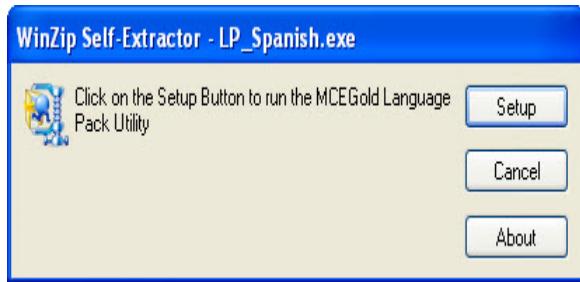 WinZip Self-Extractor - LP_Spanish.exe
Click on the Setup Button to run the MCEGold Language
Pack Utility
Setup
Cancel
About